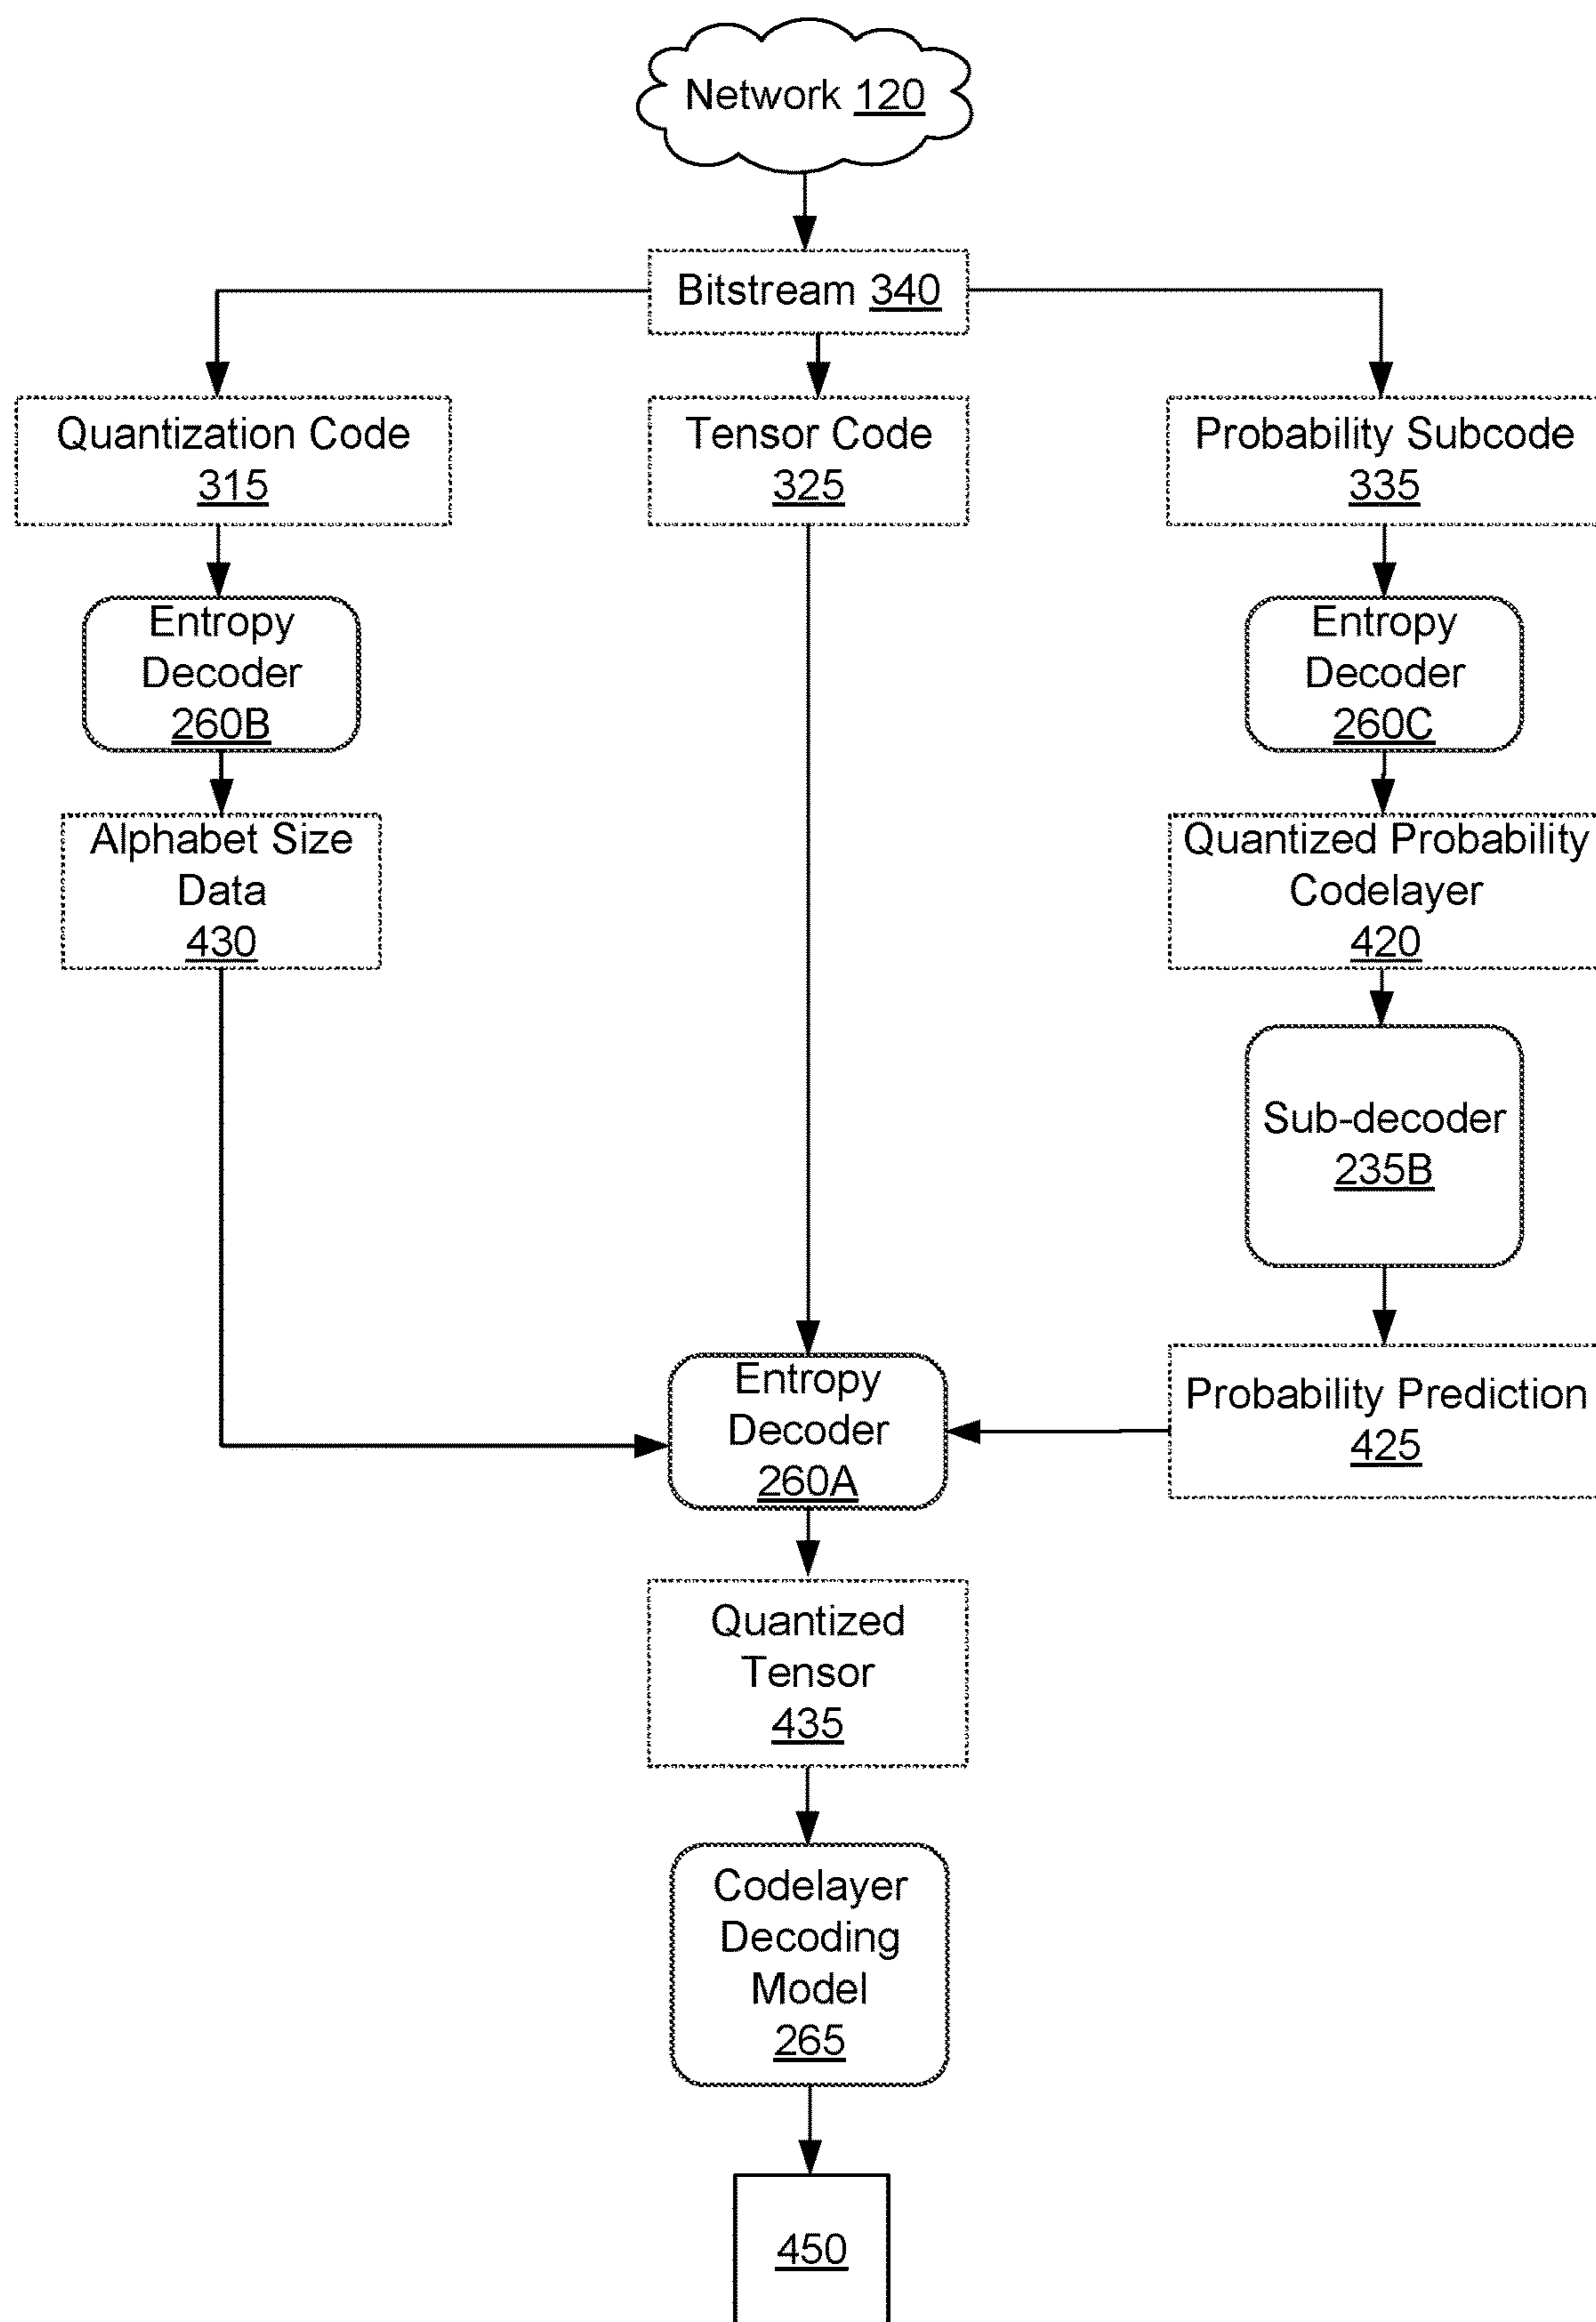 Network 120
Bitstream 340
Quantization Code
315
Tensor Code
325
Probability Subcode
335
Entropy
Decoder
260B
Entropy
Decoder
260C
Alphabet Size
Data
430
Quantized Probability
Codelayer
420
Sub-decoder
235B
Entropy
Decoder
260A
Probability Prediction
425
Quantized
Tensor
435
Codelayer
Decoding
Model
265
450